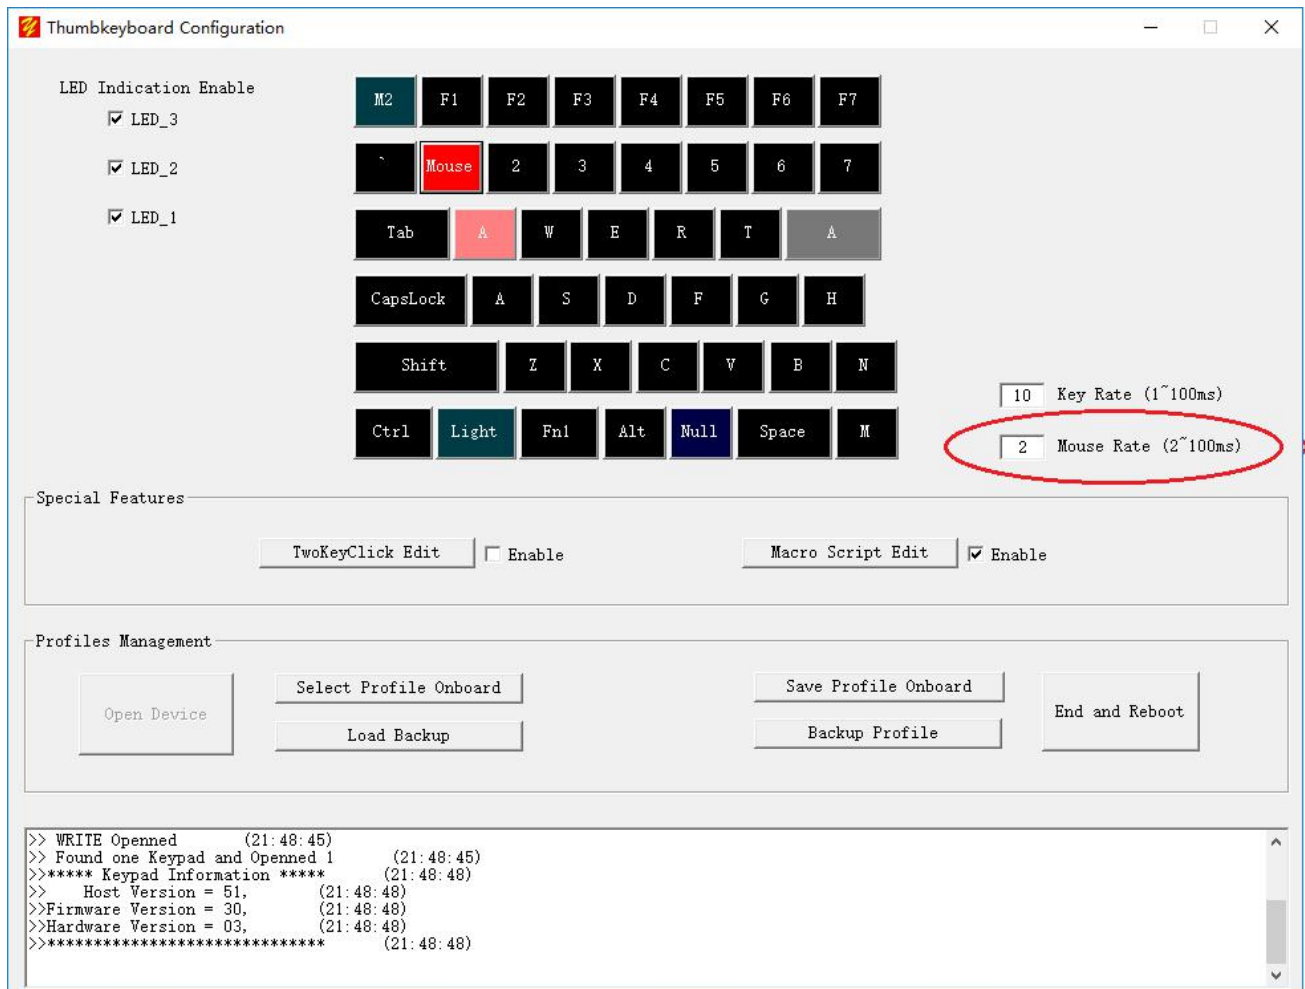 Thumbkeyboard Configuration
LED Indication Enable
LED_3
LED_2
LED_1
M2 F1 F2 F3 F4 F5 F6 F7
` Mouse 2 3 4 5 6 7
Tab A W E R T A
CapsLock A S D F G H
Shift Z X C V B N
Ctrl Light Fn1 Alt Null Space M
10 Key Rate (1~100ms)
2 Mouse Rate (2~100ms)
Special Features
TwoKeyClick Edit Enable
Macro Script Edit Enable
Profiles Management
Open Device
Select Profile Onboard
Load Backup
Save Profile Onboard
Backup Profile
End and Reboot
>> WRITE Openned (21:48:45)
>> Found one Keypad and Openned 1 (21:48:45)
>>***** Keypad Information ***** (21:48:48)
>> Host Version = 51, (21:48:48)
>>Firmware Version = 30, (21:48:48)
>>Hardware Version = 03, (21:48:48)
>>****************************** (21:48:48)